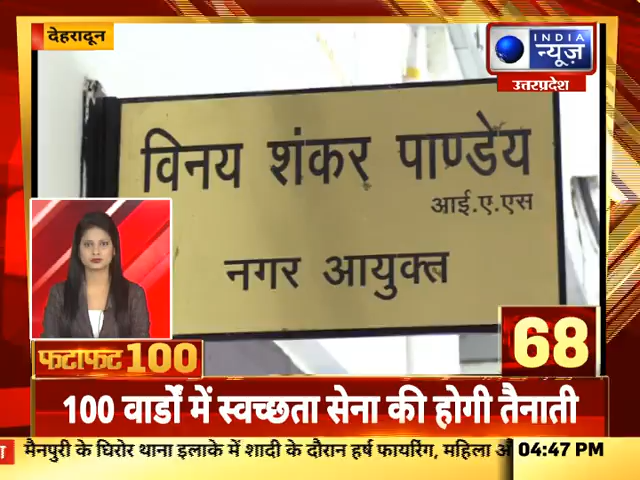 देहरादून
INDIA
न्यूज़
उत्तरप्रदेश
विनय शंकर पाण्डेय
आई.ए.एस
नगर आयुक्त
फटाफट 100
68
100 वार्डों में स्वच्छता सेना की होगी तैनाती
मैनपुरी के घिरोर थाना इलाके में शादी के दौरान हर्ष फायरिंग, महिला
04:47 PM